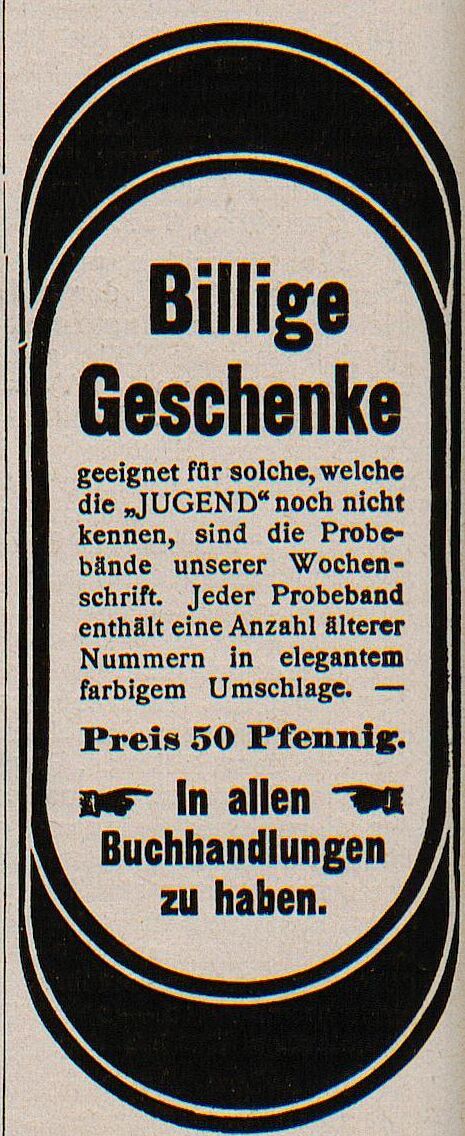 Billige
Geschenke
geeignet für solche, welche
die „JUGEND“ noch nicht
kennen, sind die Probe-
bände unserer Wochen-
schrift. Jeder Probeband
enthält eine Anzahl älterer
Nummern in elegantem
farbigem Umschlage. —
Preis 50 Pfennig.
In allen
Buchhandlungen
zu haben.